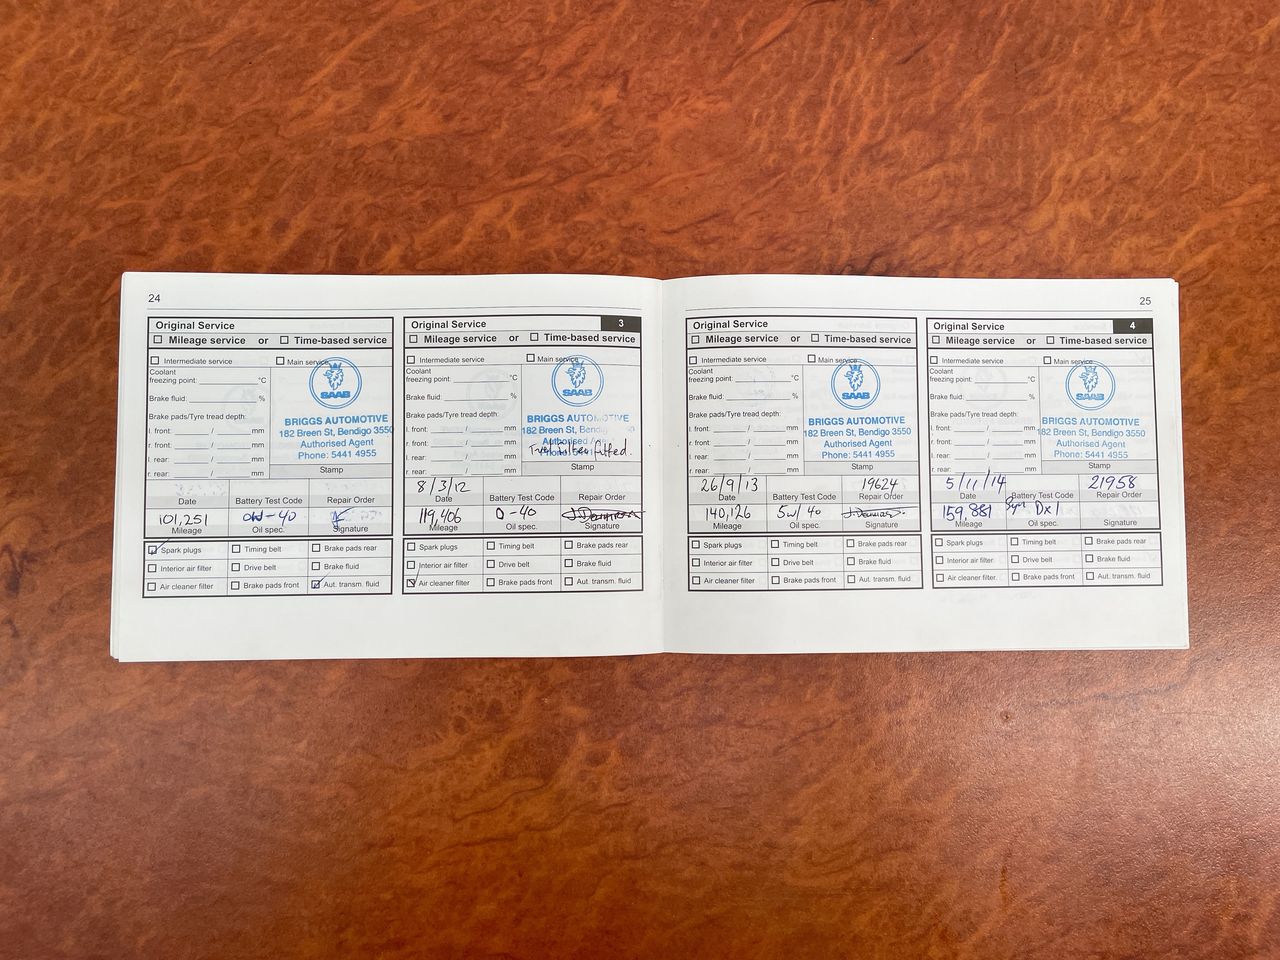 24
Original Service
Mileage service or Time-based service
Intermediate service Main service
Coolant
freezing point: °C
SAAB
Brake fluid: %
Brake pads/Tyre tread depth:
l. front: / mm
r. front: / mm
l. rear: / mm
r. rear: / mm
BRIGGS AUTOMOTIVE
182 Breen St, Bendigo 3550
Authorised Agent
Phone: 5441 4955
Stamp
Date Battery Test Code Repair Order
101,251 0W-40
Mileage Oil spec. Signature
Spark plugs Timing belt Brake pads rear
Interior air filter Drive belt Brake fluid
Air cleaner filter Brake pads front Aut. transm. fluid
Original Service 3
Mileage service or Time-based service
Intermediate service Main service
Coolant
freezing point: °C
SAAB
Brake fluid: %
Brake pads/Tyre tread depth:
l. front: / mm
r. front: / mm
l. rear: / mm
r. rear: / mm
BRIGGS AUTOMOTIVE
182 Breen St, Bendigo 3550
Authorised
Fuel filter fitted.
Phone: 5441
Stamp
8/3/12
Date Battery Test Code Repair Order
119,406 0-40
Mileage Oil spec. Signature
Spark plugs Timing belt Brake pads rear
Interior air filter Drive belt Brake fluid
Air cleaner filter Brake pads front Aut. transm. fluid
25
Original Service
Mileage service or Time-based service
Intermediate service Main service
Coolant
freezing point: °C
SAAB
Brake fluid: %
Brake pads/Tyre tread depth:
l. front: / mm
r. front: / mm
l. rear: / mm
r. rear: / mm
BRIGGS AUTOMOTIVE
182 Breen St, Bendigo 3550
Authorised Agent
Phone: 5441 4955
Stamp
26/9/13 19624
Date Battery Test Code Repair Order
140,126 5W/40
Mileage Oil spec. Signature
Spark plugs Timing belt Brake pads rear
Interior air filter Drive belt Brake fluid
Air cleaner filter Brake pads front Aut. transm. fluid
Original Service 4
Mileage service or Time-based service
Intermediate service Main service
Coolant
freezing point: °C
SAAB
Brake fluid: %
Brake pads/Tyre tread depth:
l. front: / mm
r. front: / mm
l. rear: / mm
r. rear: / mm
BRIGGS AUTOMOTIVE
182 Breen St, Bendigo 3550
Authorised Agent
Phone: 5441 4955
Stamp
5/11/14 21958
Date Battery Test Code Repair Order
159,881 Syn Dx1
Mileage Oil spec. Signature
Spark plugs Timing belt Brake pads rear
Interior air filter Drive belt Brake fluid
Air cleaner filter Brake pads front Aut. transm. fluid